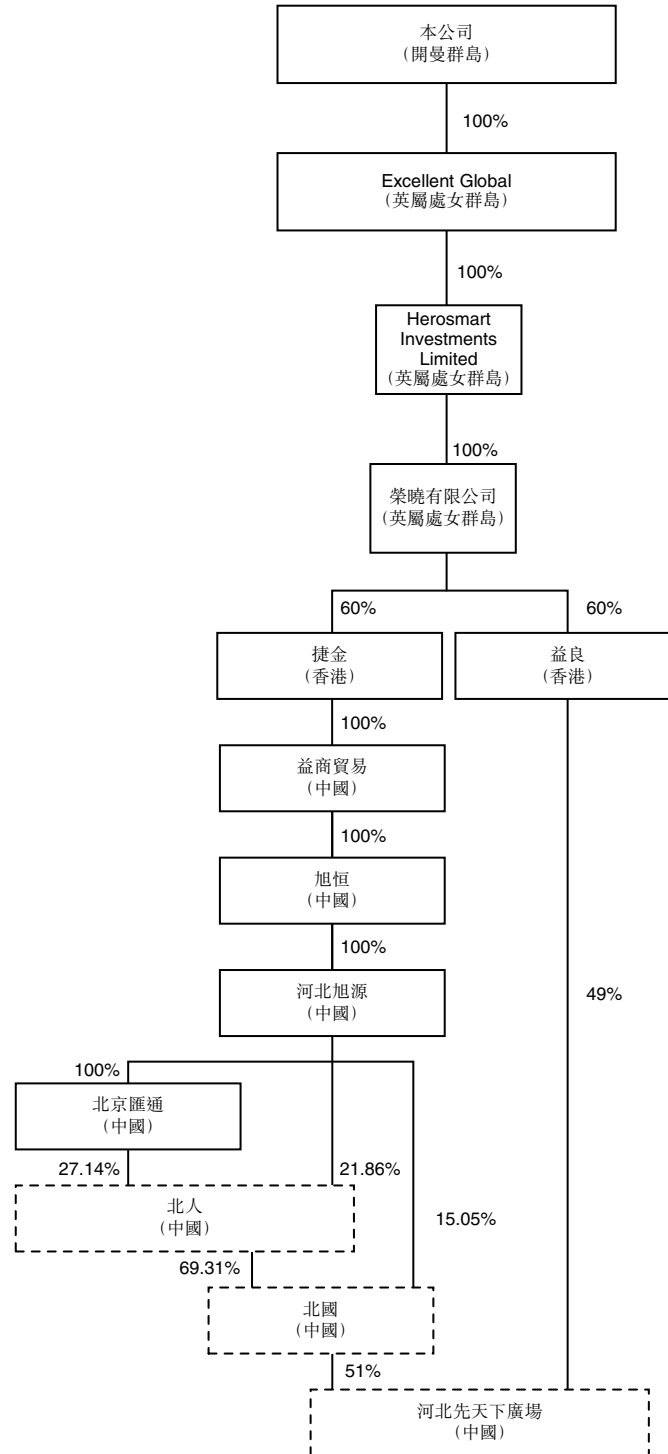 本公司
(開曼群島)
100%
Excellent Global
(英屬處女群島)
100%
Herosmart
Investments
Limited
(英屬處女群島)
100%
榮曉有限公司
(英屬處女群島)
60%
60%
捷金
(香港)
益良
(香港)
100%
益商貿易
(中國)
100%
旭恒
(中國)
100%
河北旭源
(中國)
49%
100%
北京匯通
(中國)
27.14%
21.86%
北人
(中國)
15.05%
69.31%
北國
(中國)
51%
河北先天下廣場
(中國)